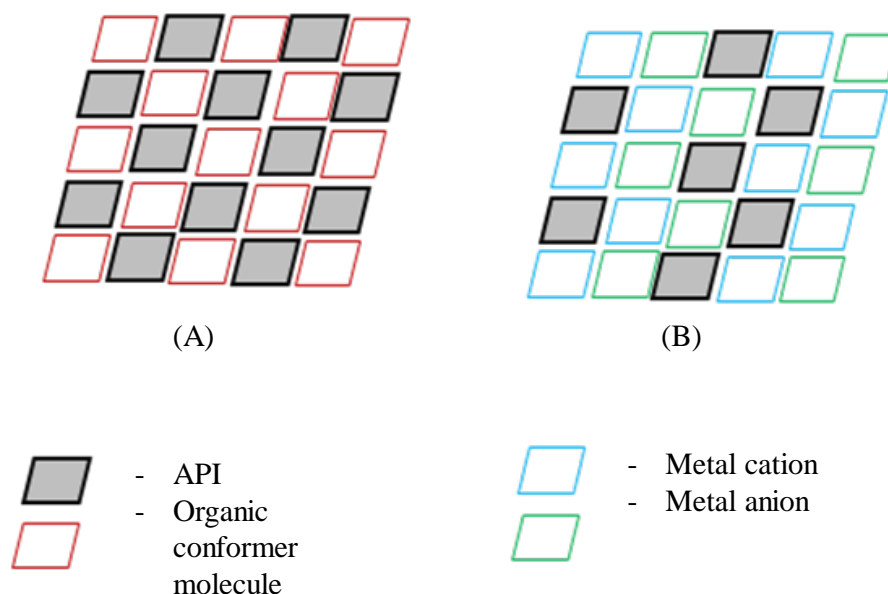 (A)
(B)
- API
- Organic
conformer
molecule
- Metal cation
- Metal anion